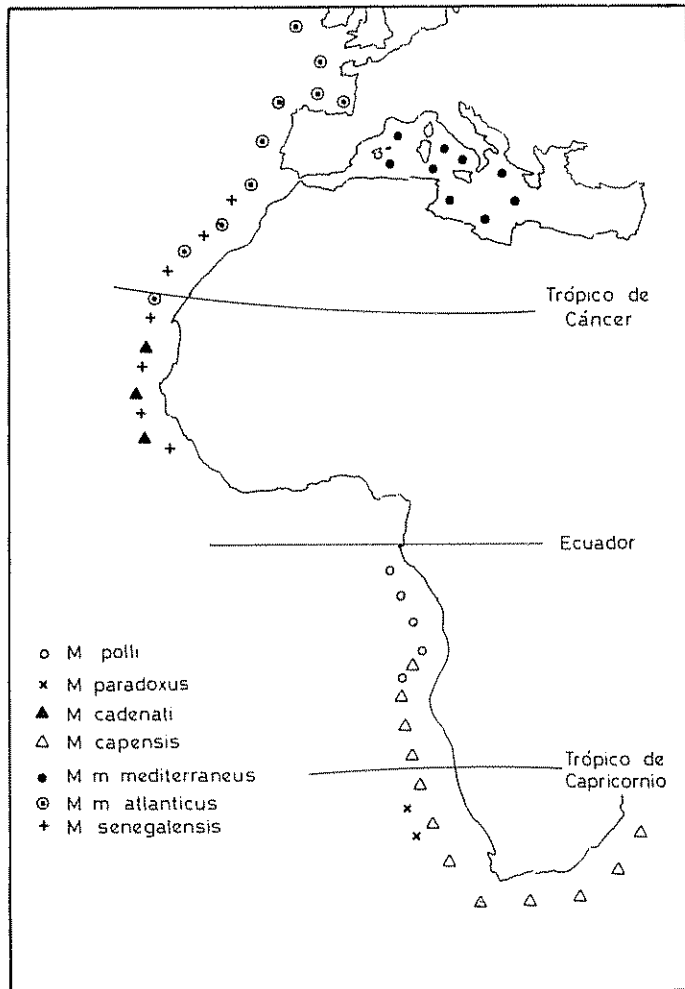 Trópico de
Cáncer
Ecuador
M polli
M paradoxus
M cadenati
M capensis
M m mediterraneus
M m atlanticus
M senegalensis
Trópico de
Capricornio